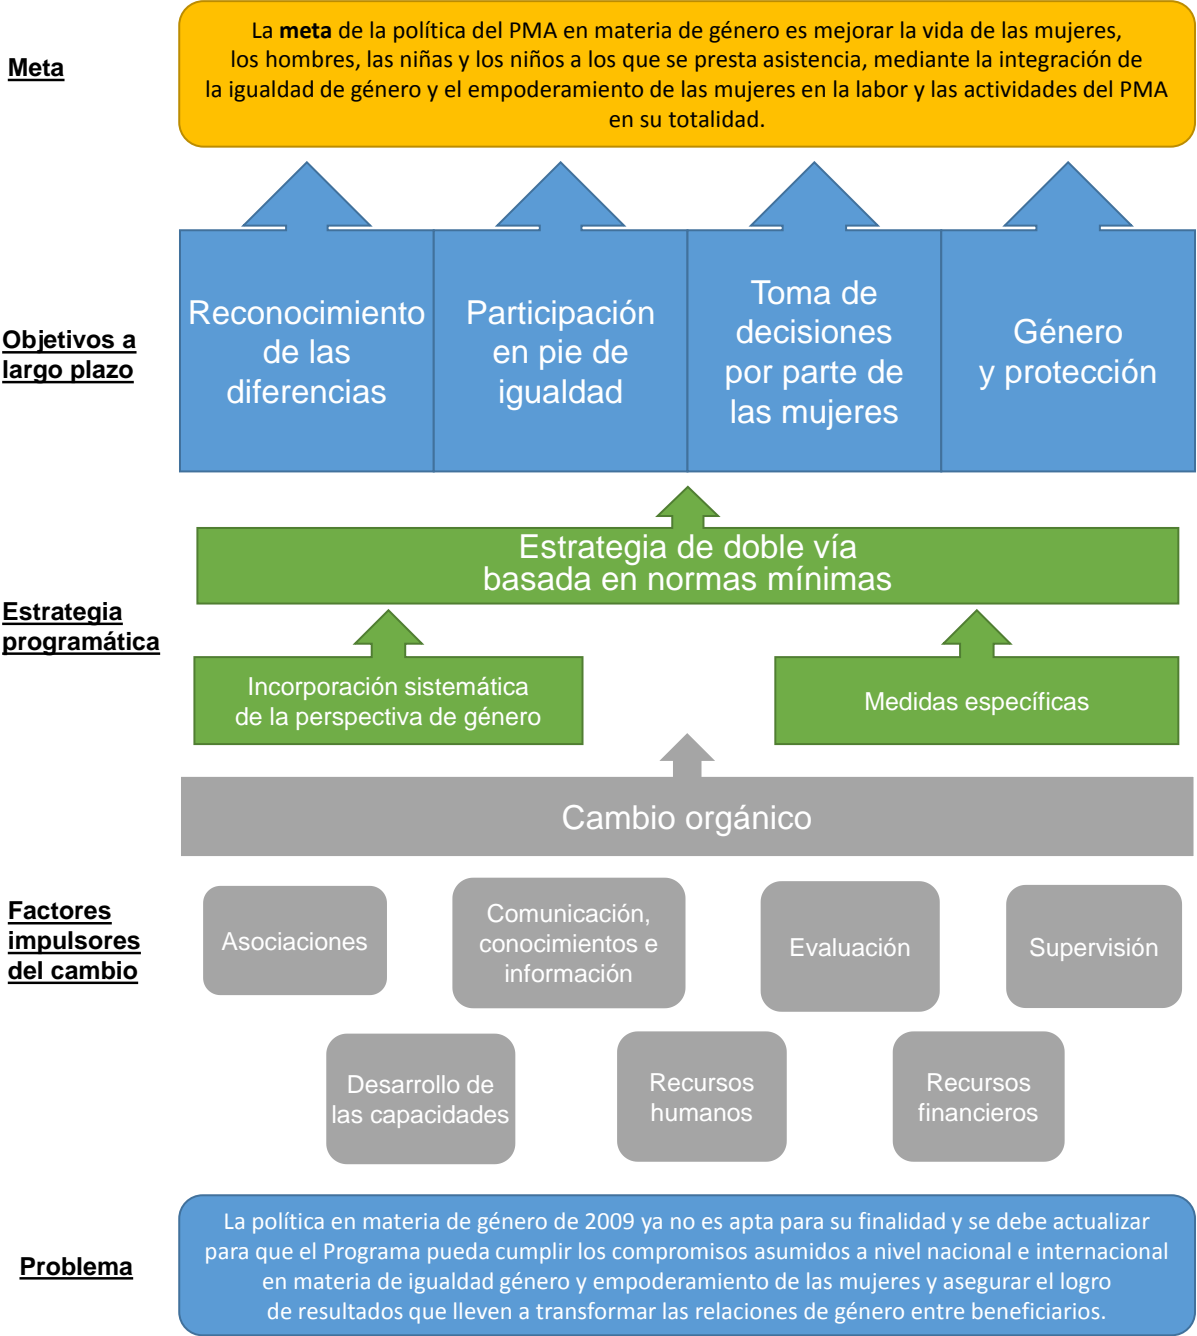 Meta
La meta de la política del PMA en materia de género es mejorar la vida de las mujeres,
los hombres, las niñas y los niños a los que se presta asistencia, mediante la integración de
la igualdad de género y el empoderamiento de las mujeres en la labor y las actividades del PMA
en su totalidad.
Objetivos a
largo plazo
Reconocimiento
de las
diferencias
Participación
en pie de
igualdad
Toma de
decisiones
por parte de
las mujeres
Género
y protección
Estrategia
programática
Estrategia de doble vía
basada en normas mínimas
Incorporación sistemática
de la perspectiva de género
Medidas específicas
Cambio orgánico
Factores
impulsores
del cambio
Asociaciones
Comunicación,
conocimientos e
información
Evaluación
Supervisión
Desarrollo de
las capacidades
Recursos
humanos
Recursos
financieros
Problema
La política en materia de género de 2009 ya no es apta para su finalidad y se debe actualizar
para que el Programa pueda cumplir los compromisos asumidos a nivel nacional e internacional
en materia de igualdad género y empoderamiento de las mujeres y asegurar el logro
de resultados que lleven a transformar las relaciones de género entre beneficiarios.